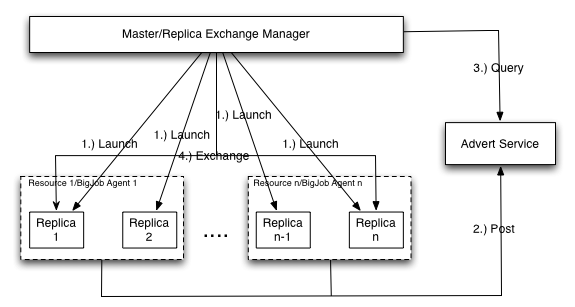 Master/Replica Exchange Manager
3.) Query
1.) Launch
1.) Launch
1.) Launch
1.) Launch
4.) Exchange
Advert Service
Resource 1/BigJob Agent 1
Resource n/BigJob Agent n
Replica
1
Replica
2
....
Replica
n-1
Replica
n
2.) Post